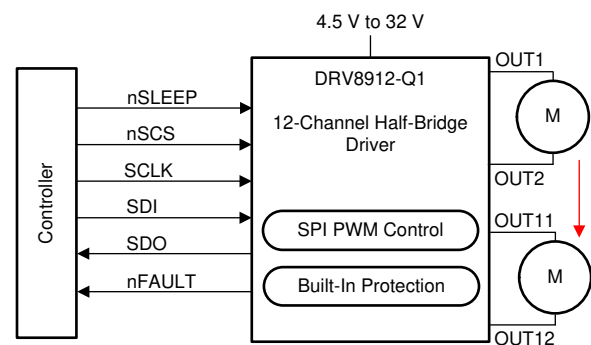 4.5 V to 32 V
Controller
nSLEEP
nSCS
SCLK
SDI
SDO
nFAULT
DRV8912-Q1
12-Channel Half-Bridge
Driver
SPI PWM Control
Built-In Protection
OUT1
M
OUT2
OUT11
M
OUT12